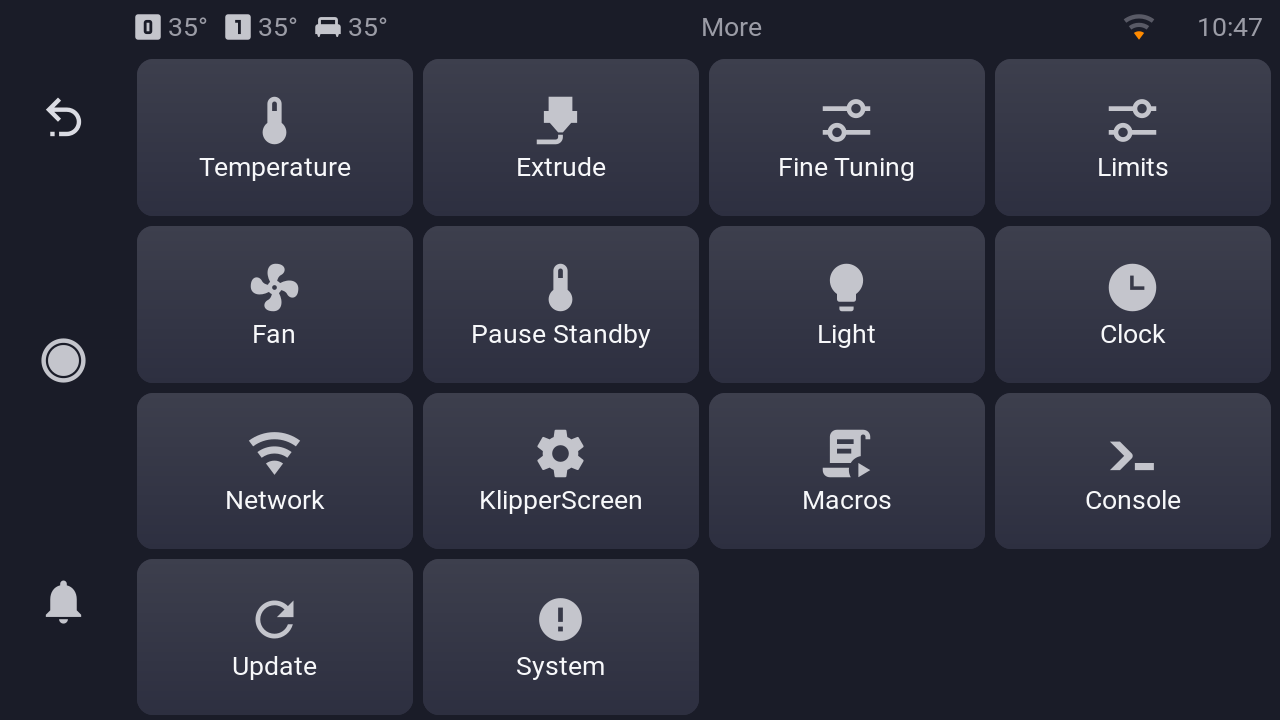 0 35° 1 35° 35° More 10:47
Temperature Extrude Fine Tuning Limits
Fan Pause Standby Light Clock
Network KlipperScreen Macros Console
Update System